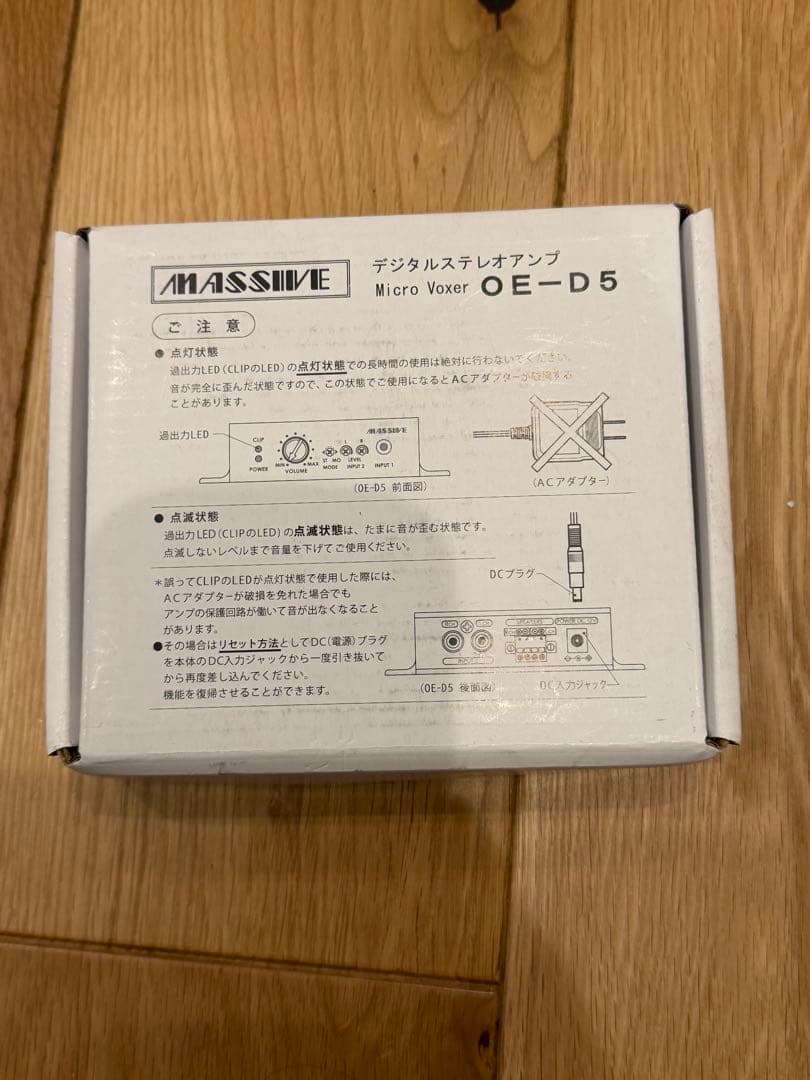 MASSIVE
デジタルステレオアンプ
Micro Voxer OE-D5
ご注意
● 点灯状態
過出力LED(CLIPのLED)の点灯状態での長時間の使用は絶対に行わないでください。
音が完全に歪んだ状態ですので、この状態でご使用になるとACアダプターが破損する
ことがあります。
過出力LED
CLIP
POWER
MIN
MAX
VOLUME
ST MO
MODE
L R
LEVEL
INPUT 2
MASSIVE
INPUT 1
(OE-D5 前面図)
(ACアダプター)
● 点滅状態
過出力LED(CLIPのLED)の点滅状態は、たまに音が歪む状態です。
点滅しないレベルまで音量を下げてご使用ください。
DCプラグ
*誤ってCLIPのLEDが点灯状態で使用した際には、
ACアダプターが破損を免れた場合でも
アンプの保護回路が働いて音が出なくなること
があります。
●その場合はリセット方法としてDC(電源)プラグ
を本体のDC入力ジャックから一度引き抜いて
から再度差し込んでください。
機能を復帰させることができます。
SPEAKERS
POWER DC 12V
INPUT
(OE-D5 後面図)
DC入力ジャック